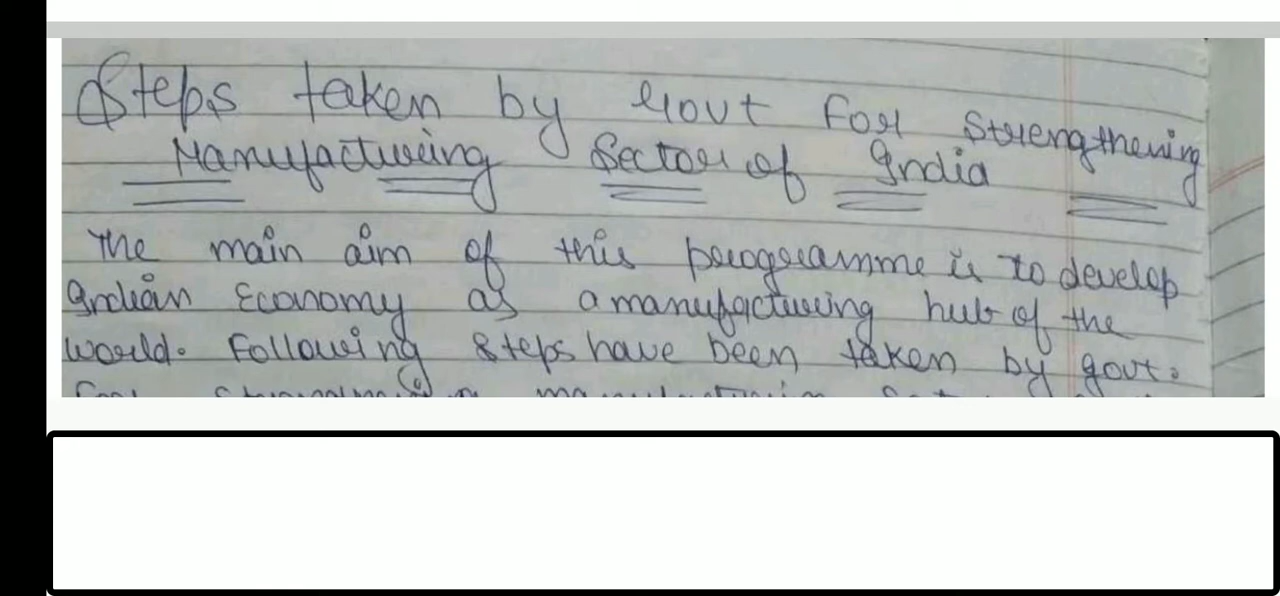 Steps taken by Govt For Strengthening
Manufacturing Sector of India
The main aim of this programme is to develop
Indian Economy as a manufacturing hub of the
world. Following steps have been taken by govt.